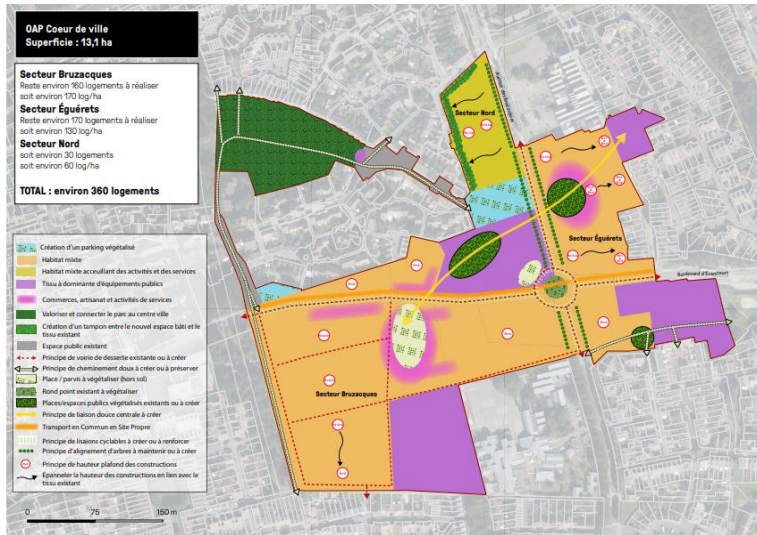 OAP Coeur de ville
Superficie : 13,1 ha
Secteur Bruzacques
Reste environ 160 logements à réaliser
soit environ 170 log/ha
Secteur Éguérets
Reste environ 170 logements à réaliser
soit environ 130 log/ha
Secteur Nord
soit environ 30 logements
soit environ 60 log/ha
TOTAL : environ 360 logements
Création d'un parking végétalisé
Habitat mixte
Habitat mixte acceuillant des activités et des services
Tissu à dominante d'équipements publics
Commerces, artisanat et activités de services
Valoriser et connecter le parc au centre ville
Création d'un tampon entre le nouvel espace bâti et le
tissu existant
Espace public existant
Principe de voirie de desserte existante ou à créer
Principe de cheminement doux à créer ou à préserver
Place / parvis à végétaliser (hors sol)
Rond point existant à végétaliser
Places/espaces publics végétalisés existants ou à créer
Principe de liaison douce centrale à créer
Transport en Commun en Site Propre
Principe de lisaions cyclables à créer ou à renforcer
Principe d'alignement d'arbres à maintenir ou à créer
Principe de hauteur plafond des constructions
Épanneler la hauteur des constructions en lien avec le
tissu existant
0 75 150 m
Secteur Nord
Secteur Éguérets
Secteur Bruzacques